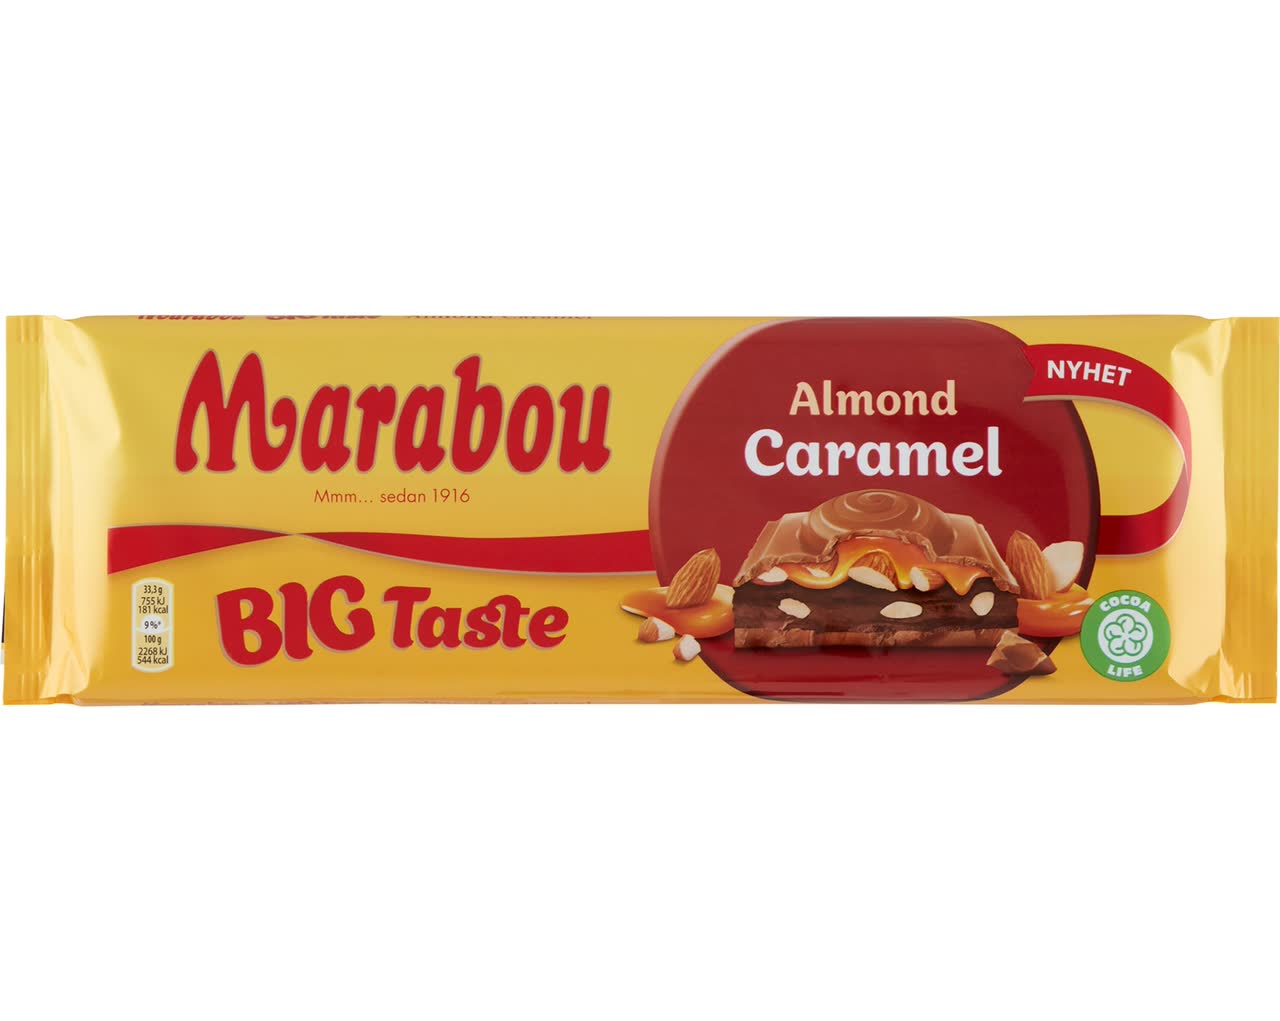 Marabou
Mmm... sedan 1916
BIG Taste
Almond
Caramel
NYHET
33,3 g
755 kJ
181 kcal
9%*
100 g
2268 kJ
544 kcal
COCOA
LIFE